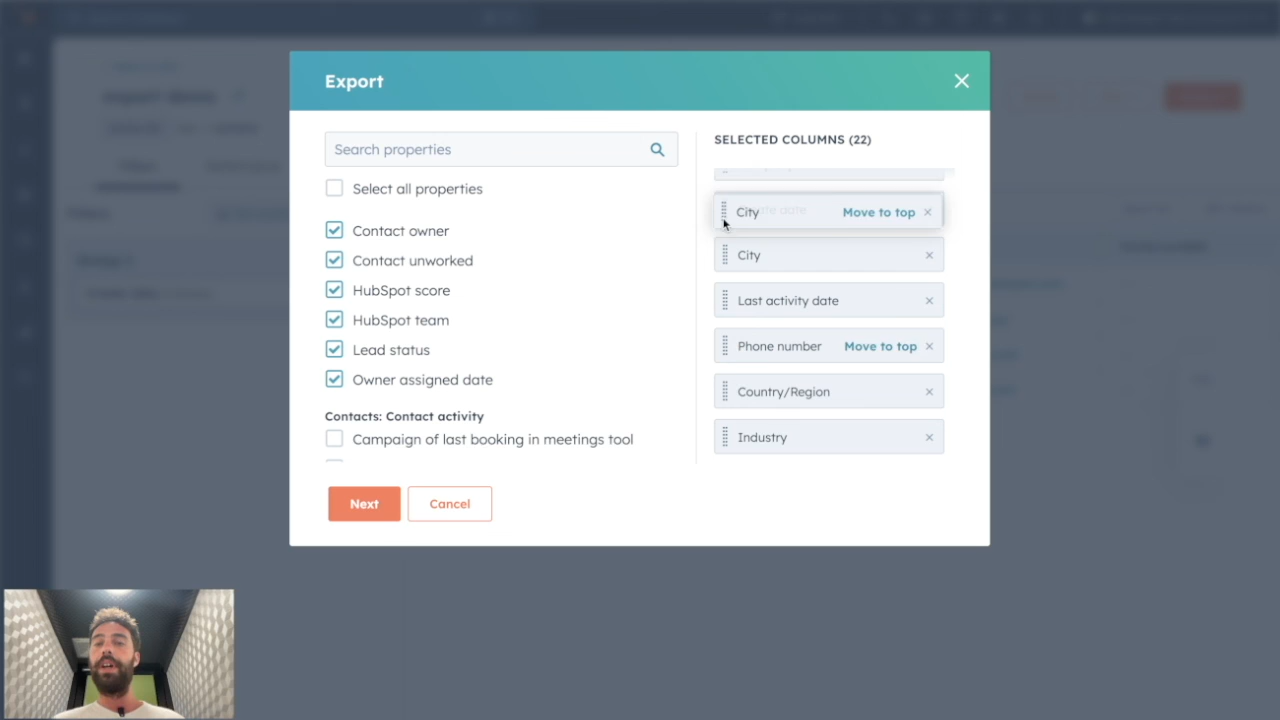 Export
Search properties
Select all properties
Contact owner
Contact unworked
HubSpot score
HubSpot team
Lead status
Owner assigned date
Contacts: Contact activity
Campaign of last booking in meetings tool
Next
Cancel
SELECTED COLUMNS (22)
City Move to top
City
Last activity date
Phone number Move to top
Country/Region
Industry